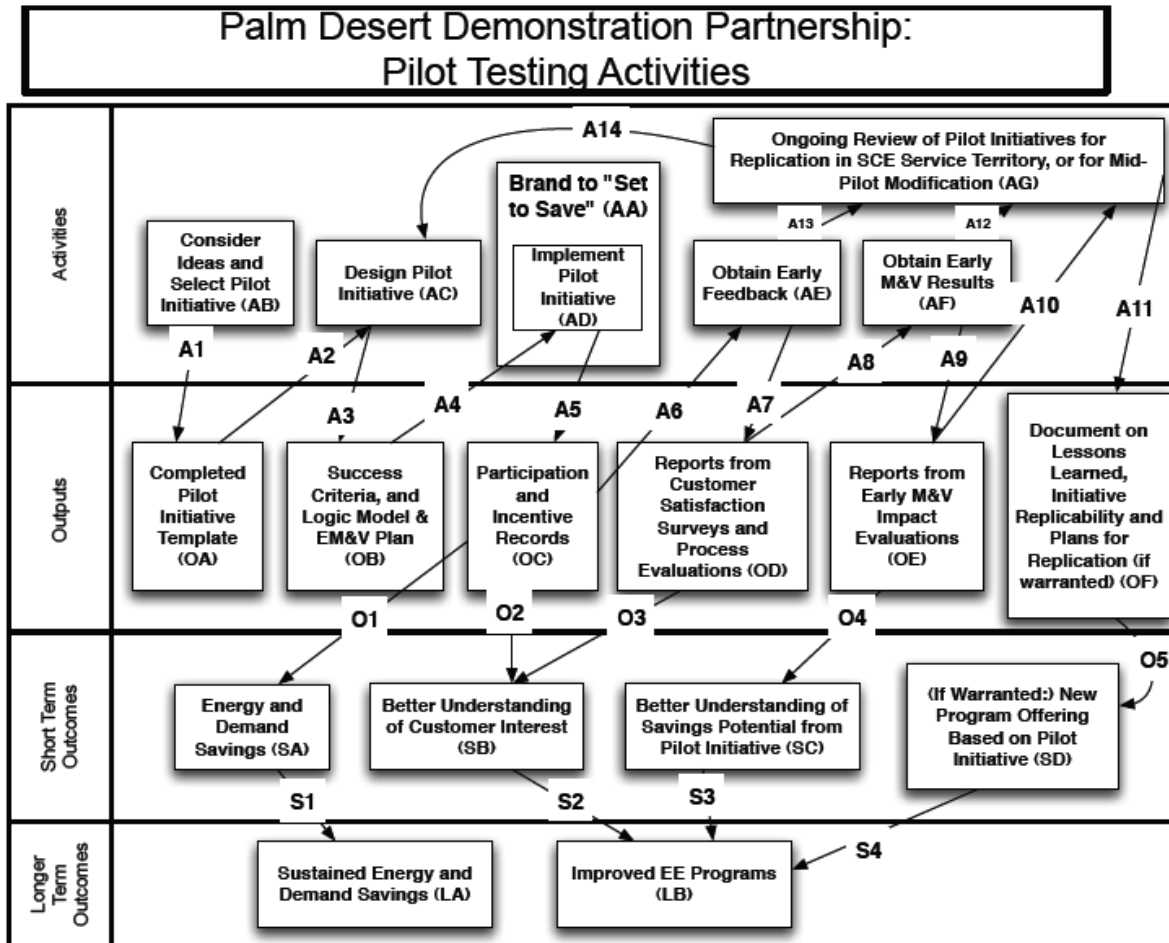 Palm Desert Demonstration Partnership:
Pilot Testing Activities
Activities
A14
Ongoing Review of Pilot Initiatives for
Replication in SCE Service Territory, or for Mid-
Pilot Modification (AG)
Brand to "Set
to Save" (AA)
Consider
Ideas and
Select Pilot
Initiative (AB)
Design Pilot
Initiative (AC)
Implement
Pilot
Initiative
(AD)
Obtain Early
Feedback (AE)
Obtain Early
M&V Results
(AF)
A13
A12
A1
A2
A3
A4
A5
A6
A7
A8
A9
A10
A11
Outputs
Completed
Pilot
Initiative
Template
(OA)
Success
Criteria, and
Logic Model &
EM&V Plan
(OB)
Participation
and
Incentive
Records
(OC)
Reports from
Customer
Satisfaction
Surveys and
Process
Evaluations (OD)
Reports from
Early M&V
Impact
Evaluations
(OE)
Document on
Lessons
Learned,
Initiative
Replicability and
Plans for
Replication (if
warranted) (OF)
O1
O2
O3
O4
O5
Short Term
Outcomes
Energy and
Demand
Savings (SA)
Better Understanding
of Customer Interest
(SB)
Better Understanding of
Savings Potential from
Pilot Initiative (SC)
(If Warranted:) New
Program Offering
Based on Pilot
Initiative (SD)
S1
S2
S3
S4
Longer
Term
Outcomes
Sustained Energy and
Demand Savings (LA)
Improved EE Programs
(LB)